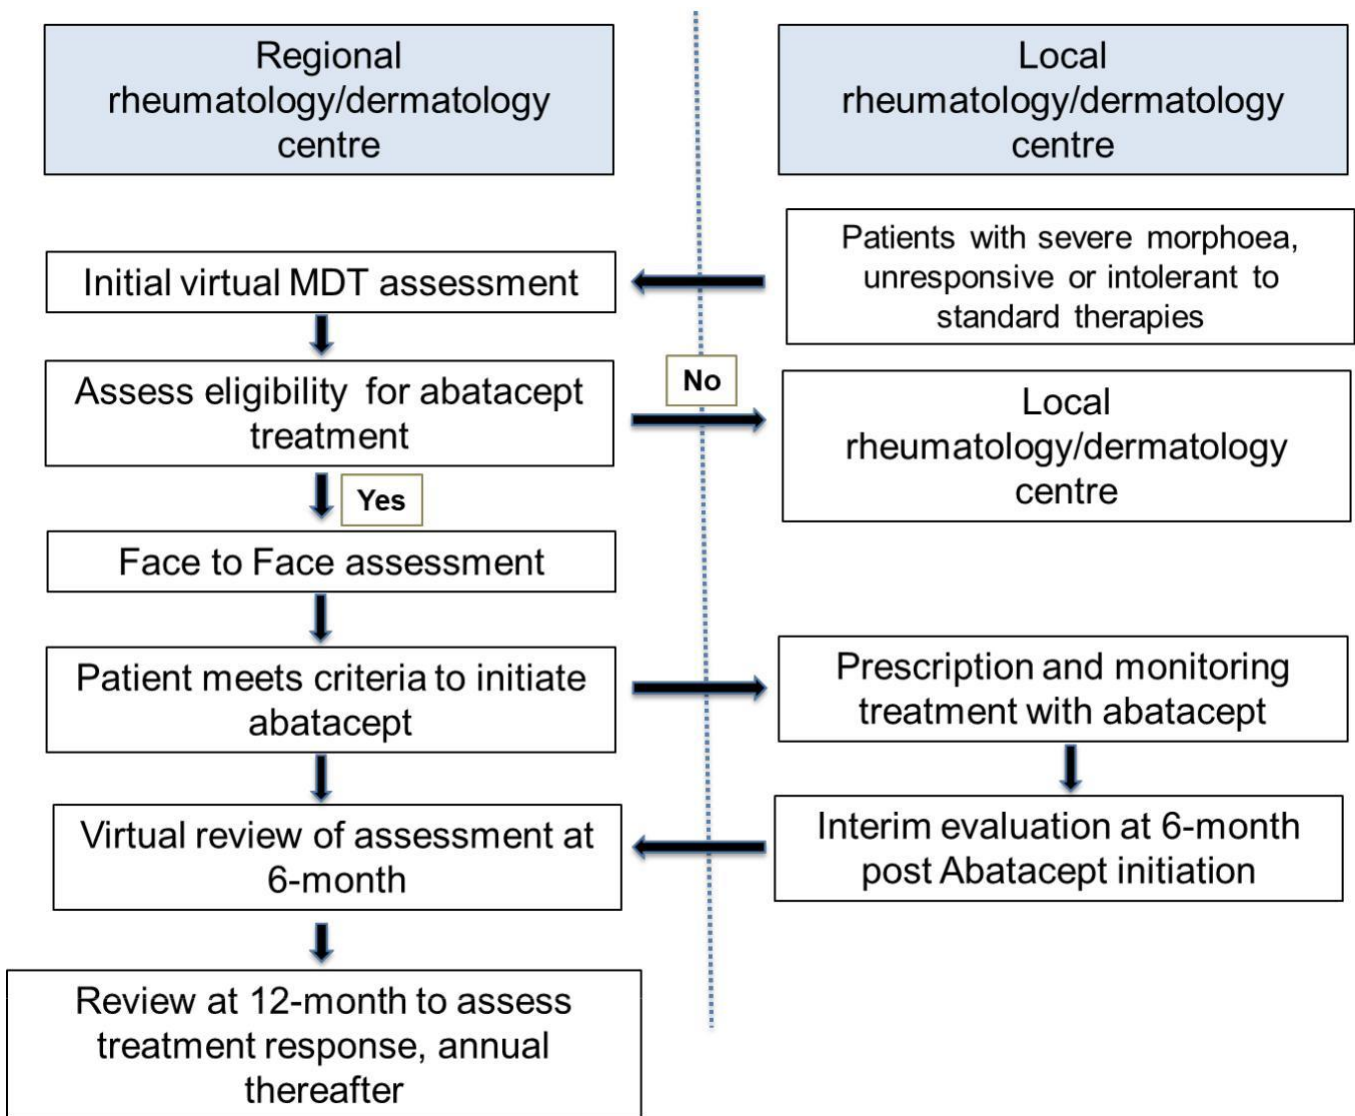 Regional
rheumatology/dermatology
centre
Local
rheumatology/dermatology
centre
Patients with severe morphoea,
unresponsive or intolerant to
standard therapies
Initial virtual MDT assessment
Assess eligibility for abatacept
treatment
No
Local
rheumatology/dermatology
centre
Yes
Face to Face assessment
Patient meets criteria to initiate
abatacept
Prescription and monitoring
treatment with abatacept
Virtual review of assessment at
6-month
Interim evaluation at 6-month
post Abatacept initiation
Review at 12-month to assess
treatment response, annual
thereafter